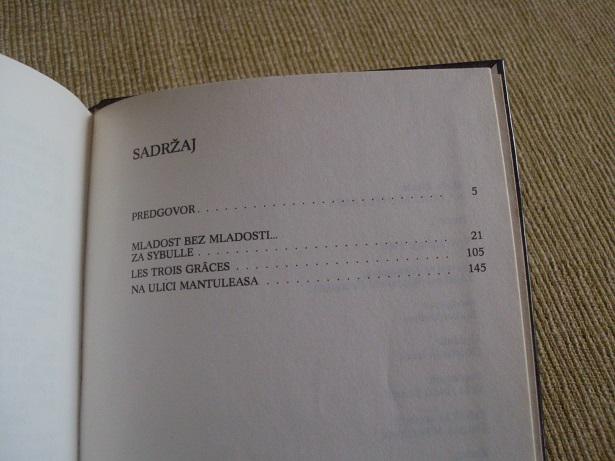 SADRŽAJ
PREDGOVOR. . . . . . . . . . . . . . . . . . . . . . . . . . . 5
MLADOST BEZ MLADOSTI...
ZA SYBULLE . . . . . . . . . . . . . . . . . . . . . . . . . . . 21
LES TROIS GRÂCES . . . . . . . . . . . . . . . . . . . . . . . . 105
NA ULICI MANTULEASA . . . . . . . . . . . . . . . . . . . . . 145